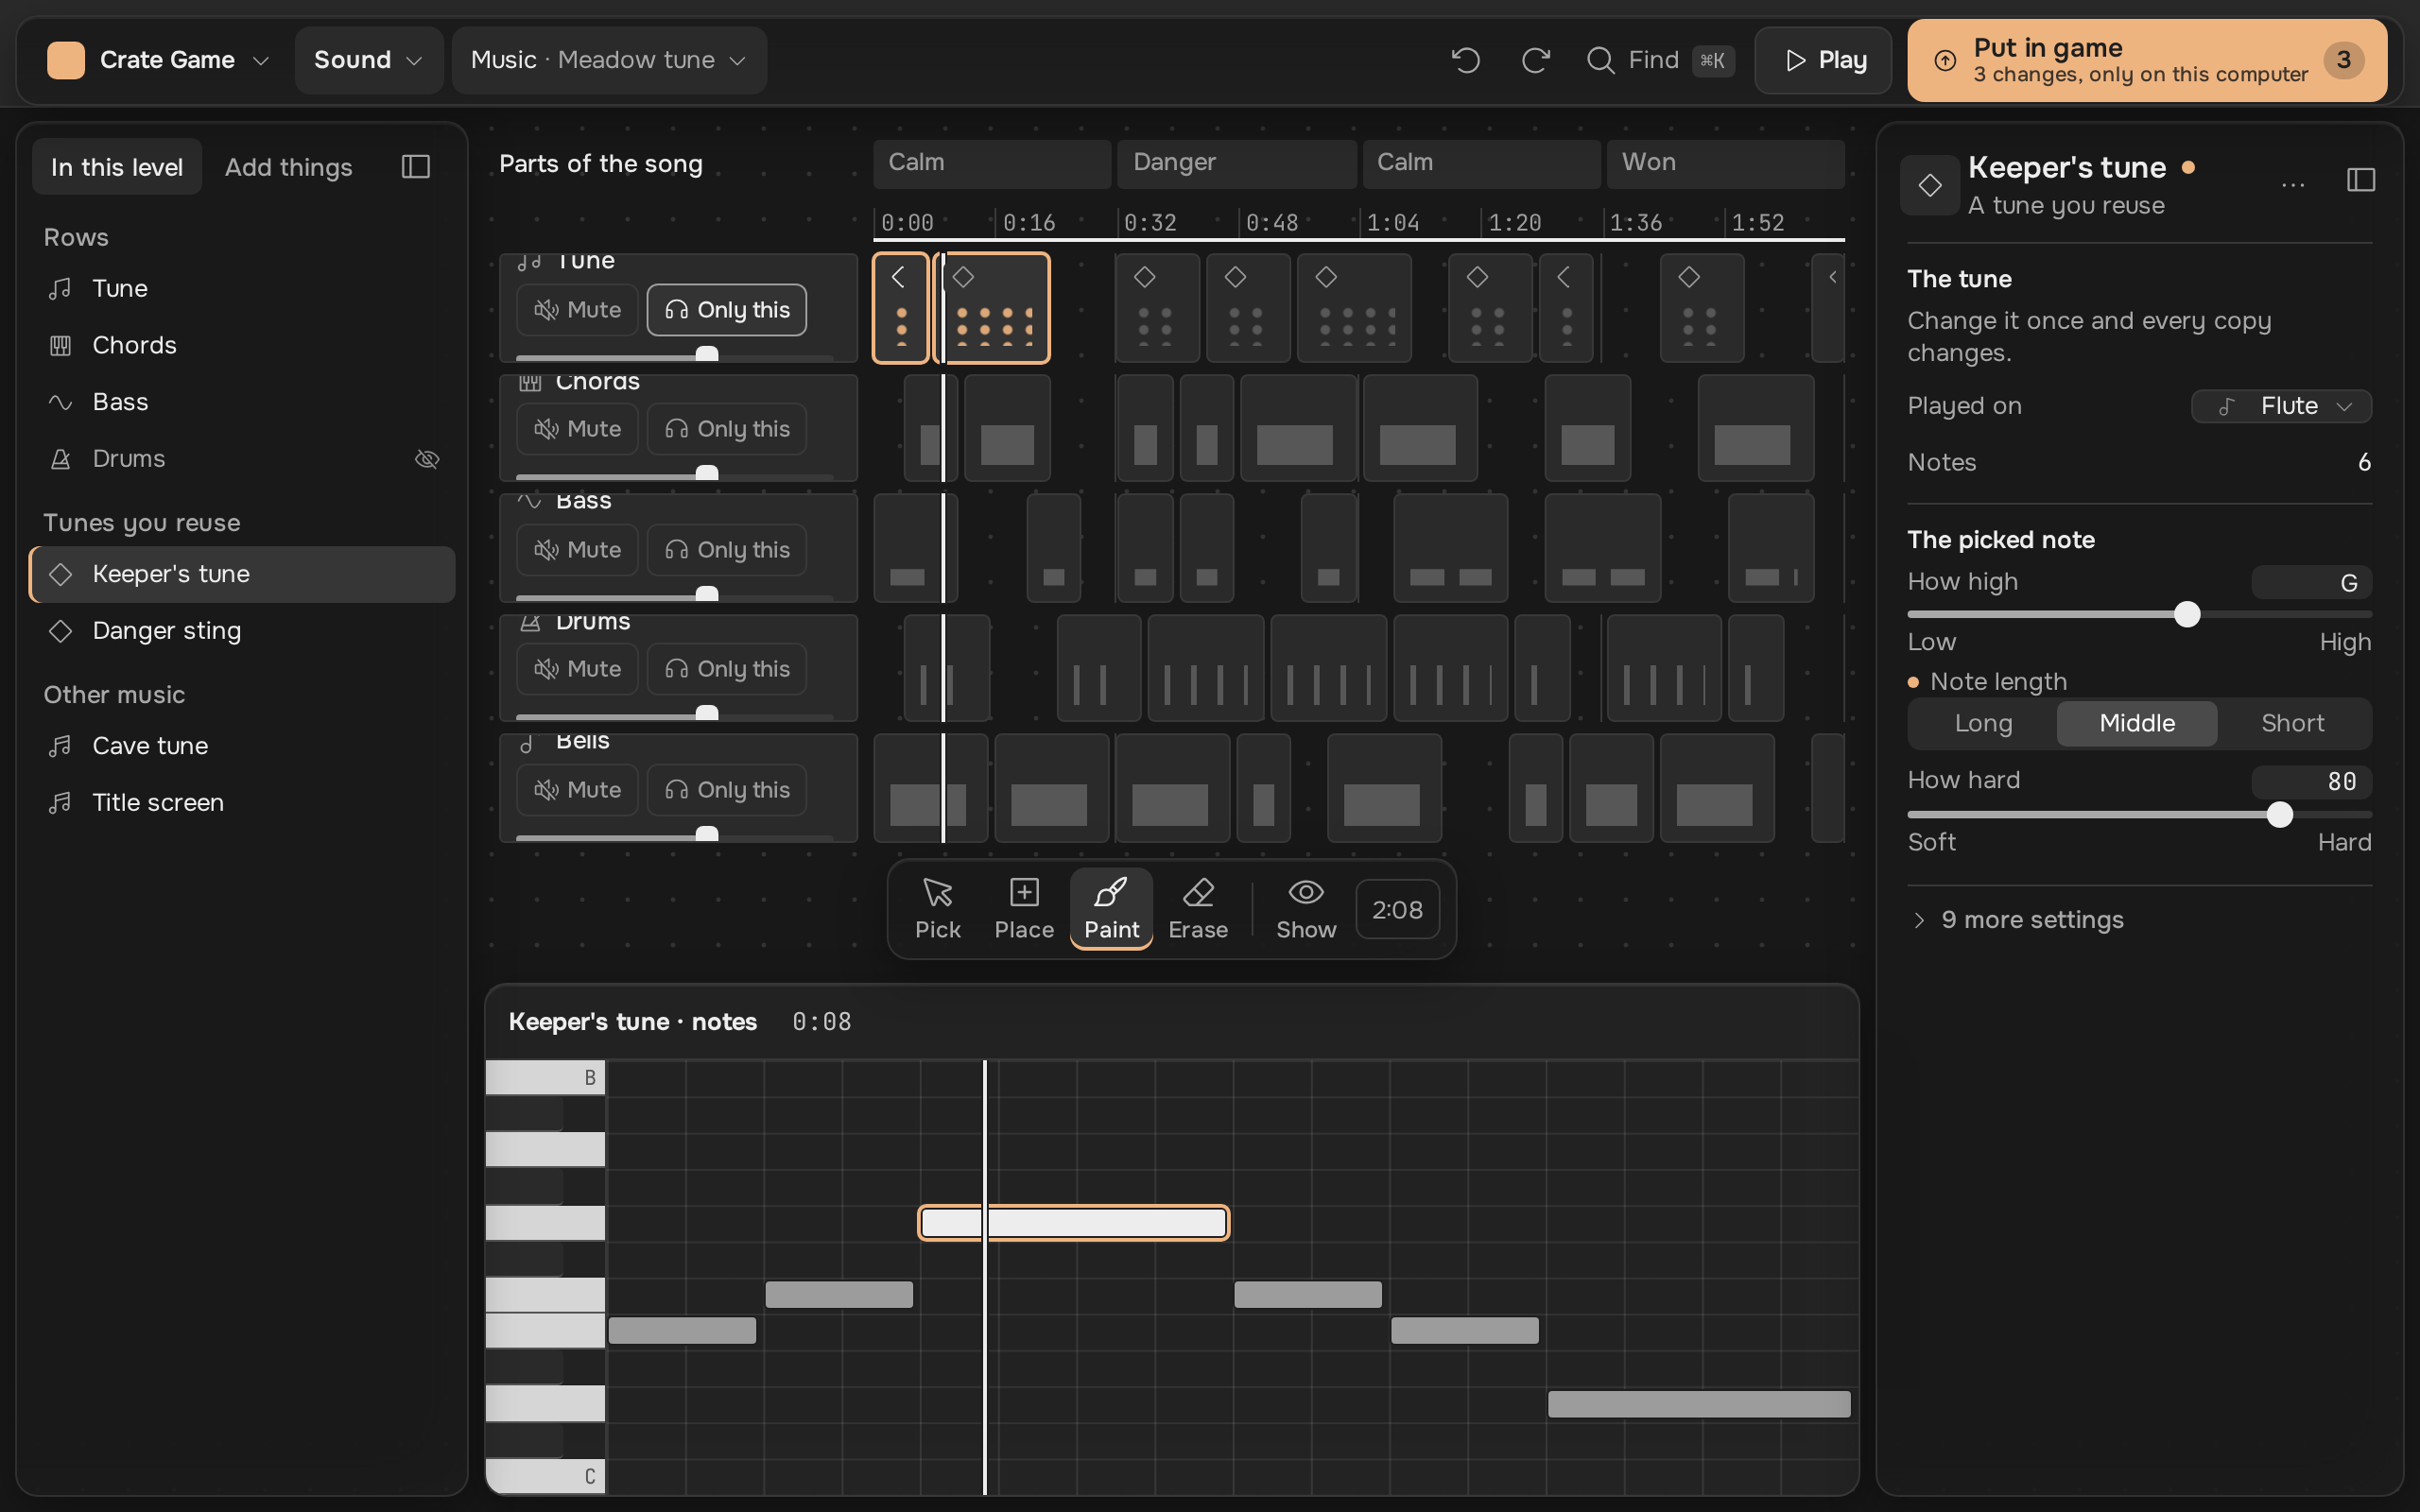 Crate Game
Sound
Music · Meadow tune
Find ⌘K
Play
Put in game
3 changes, only on this computer
3
In this level
Add things
Rows
Tune
Chords
Bass
Drums
Tunes you reuse
Keeper's tune
Danger sting
Other music
Cave tune
Title screen
Parts of the song
Calm
Danger
Calm
Won
0:00 0:16 0:32 0:48 1:04 1:20 1:36 1:52
Tune
Mute Only this
Chords
Mute Only this
Bass
Mute Only this
Drums
Mute Only this
Bells
Mute Only this
Pick Place Paint Erase Show 2:08
Keeper's tune · notes 0:08
B
C
Keeper's tune
A tune you reuse
The tune
Change it once and every copy
changes.
Played on Flute
Notes 6
The picked note
How high G
Low High
Note length
Long Middle Short
How hard 80
Soft Hard
9 more settings